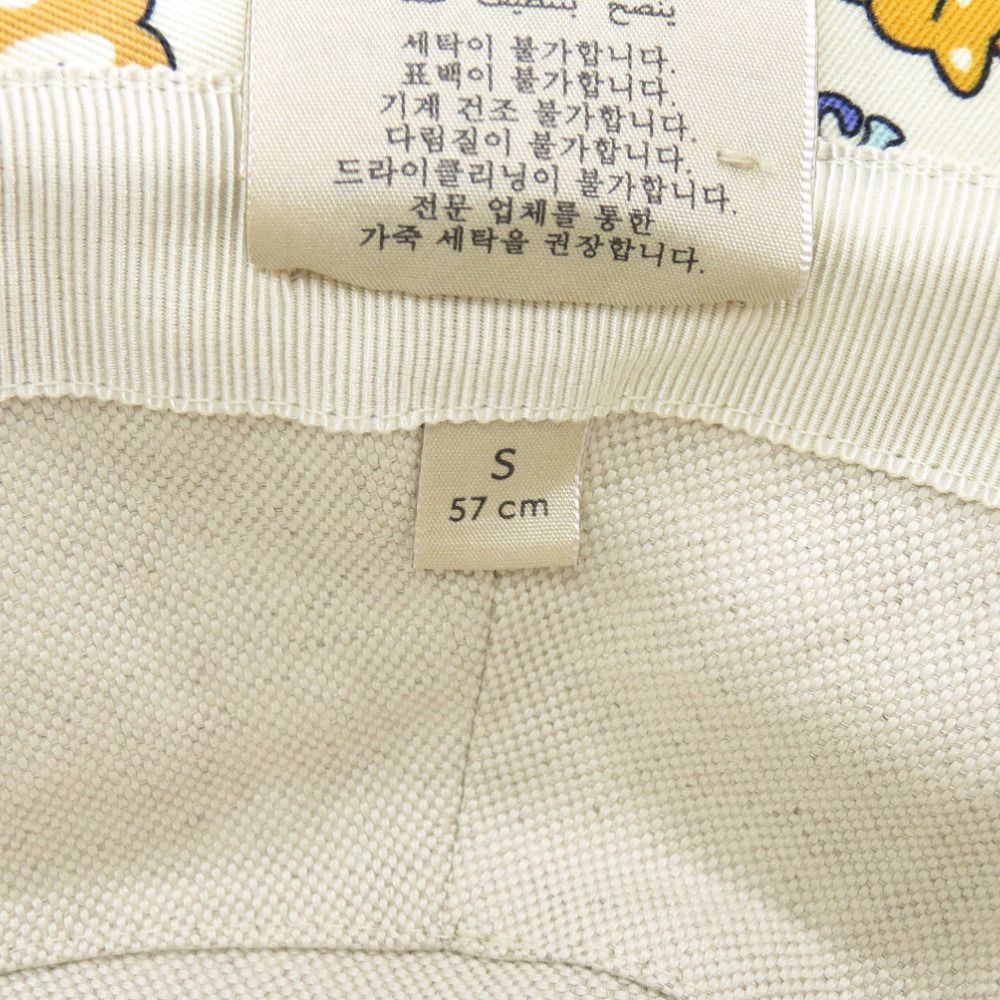 ينصح بتنظيف
세탁이 불가합니다.
표백이 불가합니다.
기계 건조 불가합니다.
다림질이 불가합니다.
드라이클리닝이 불가합니다.
전문 업체를 통한
가죽 세탁을 권장합니다.
S
57 cm